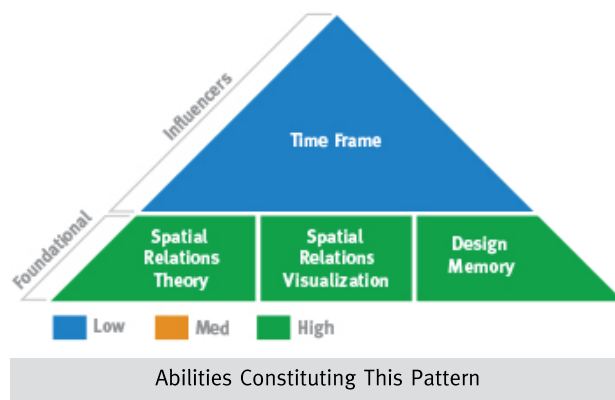 Influencers
Time Frame
Foundational
Spatial
Relations
Theory
Spatial
Relations
Visualization
Design
Memory
Low
Med
High
Abilities Constituting This Pattern